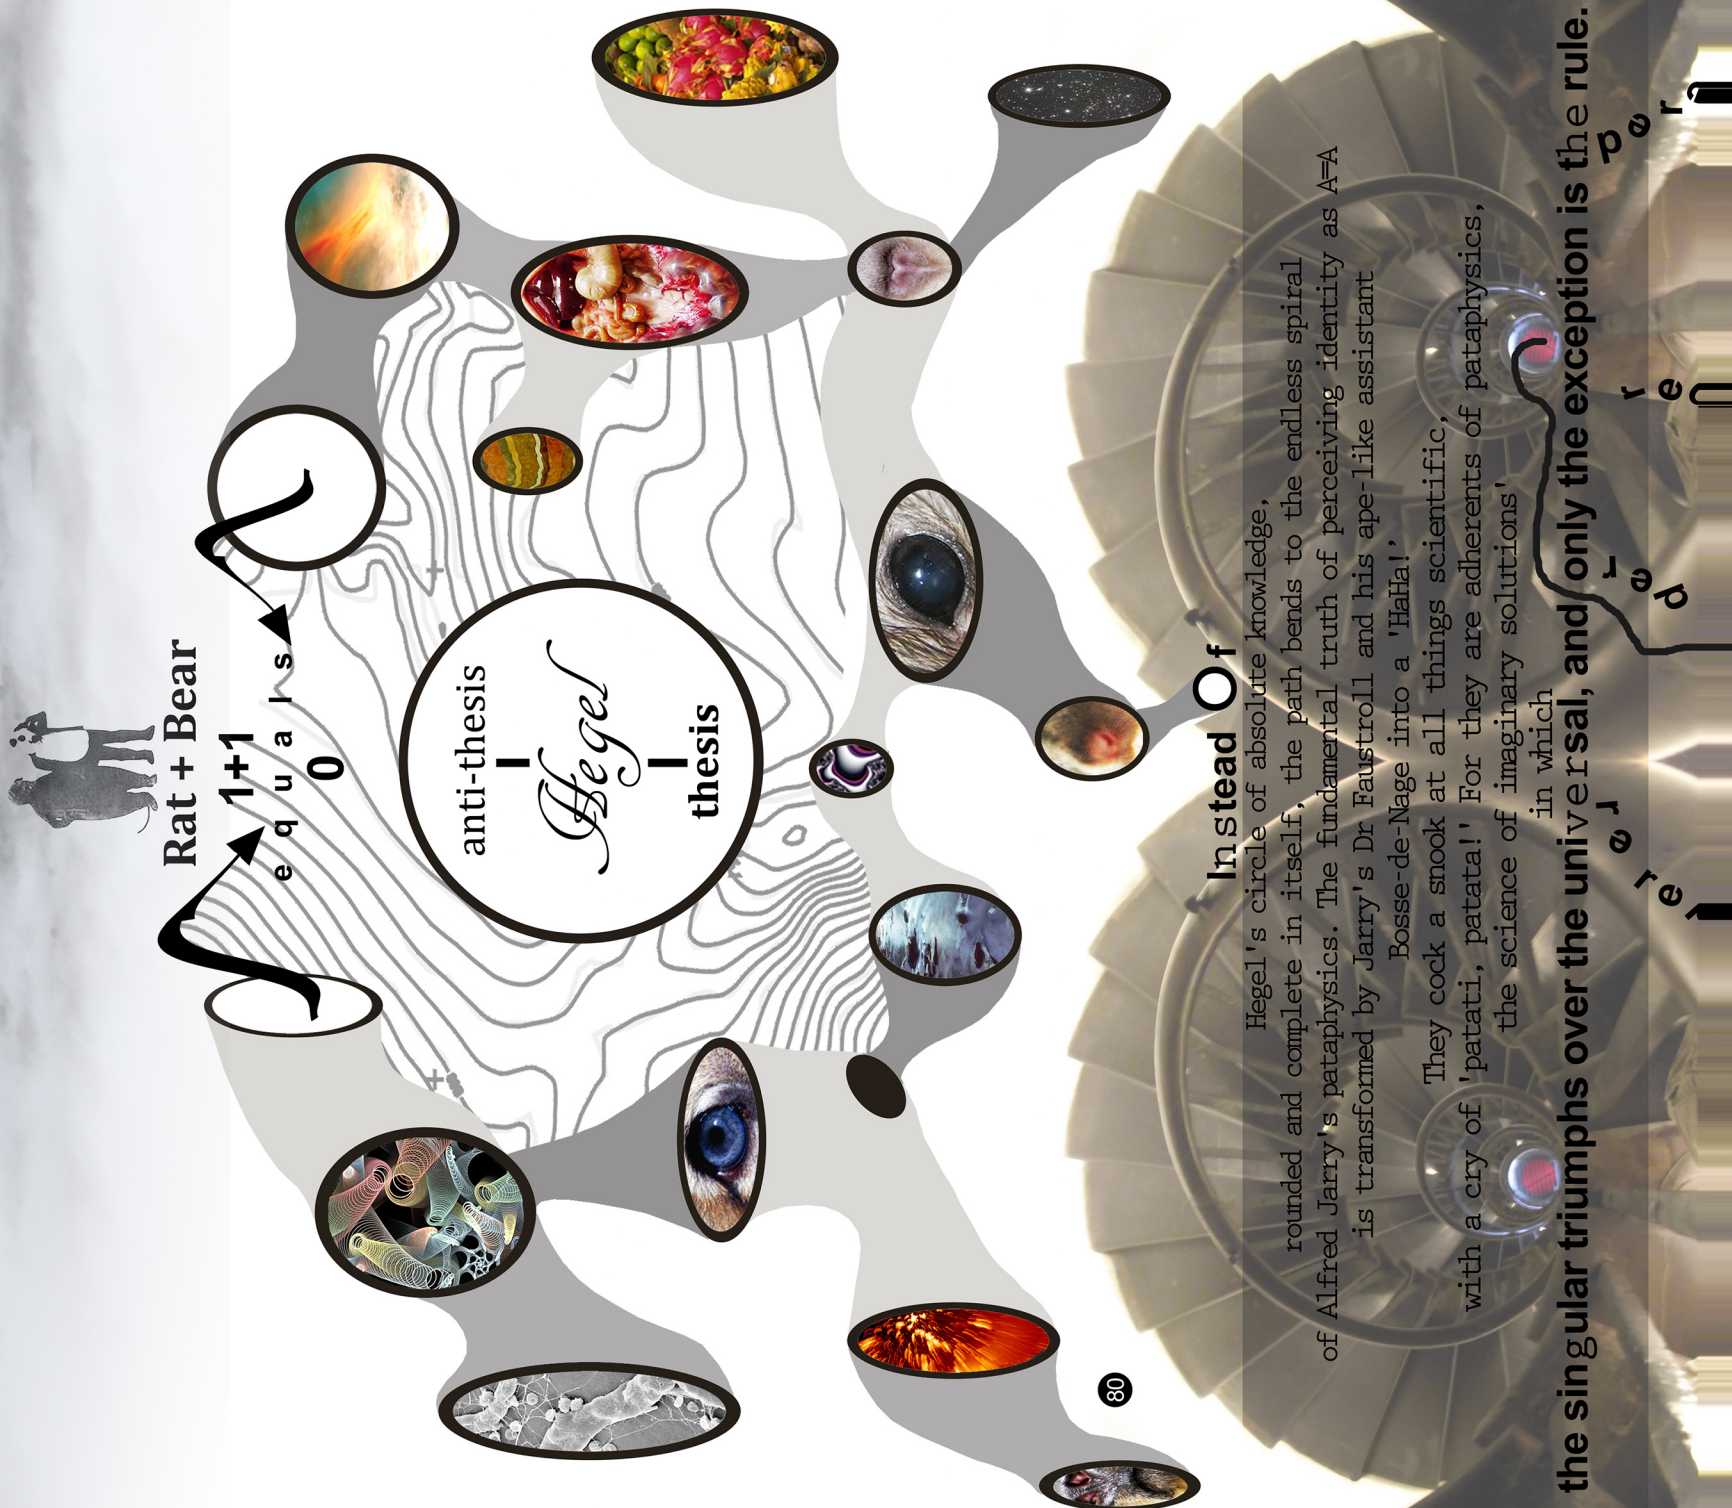 Rat + Bear
1+1
equals
0
anti-thesis
Hegel
thesis
80
Instead Of
Hegel's circle of absolute knowledge,
rounded and complete in itself, the path bends to the endless spiral
of Alfred Jarry's pataphysics. The fundamental truth of perceiving identity as A=A
is transformed by Jarry's Dr Faustroll and his ape-like assistant
Bosse-de-Nage into a 'HaHa!'
They cock a snook at all things scientific,
with a cry of 'patati, patata!' For they are adherents of pataphysics,
the science of imaginary solutions'
in which
the singular triumphs over the universal, and only the exception is the rule.